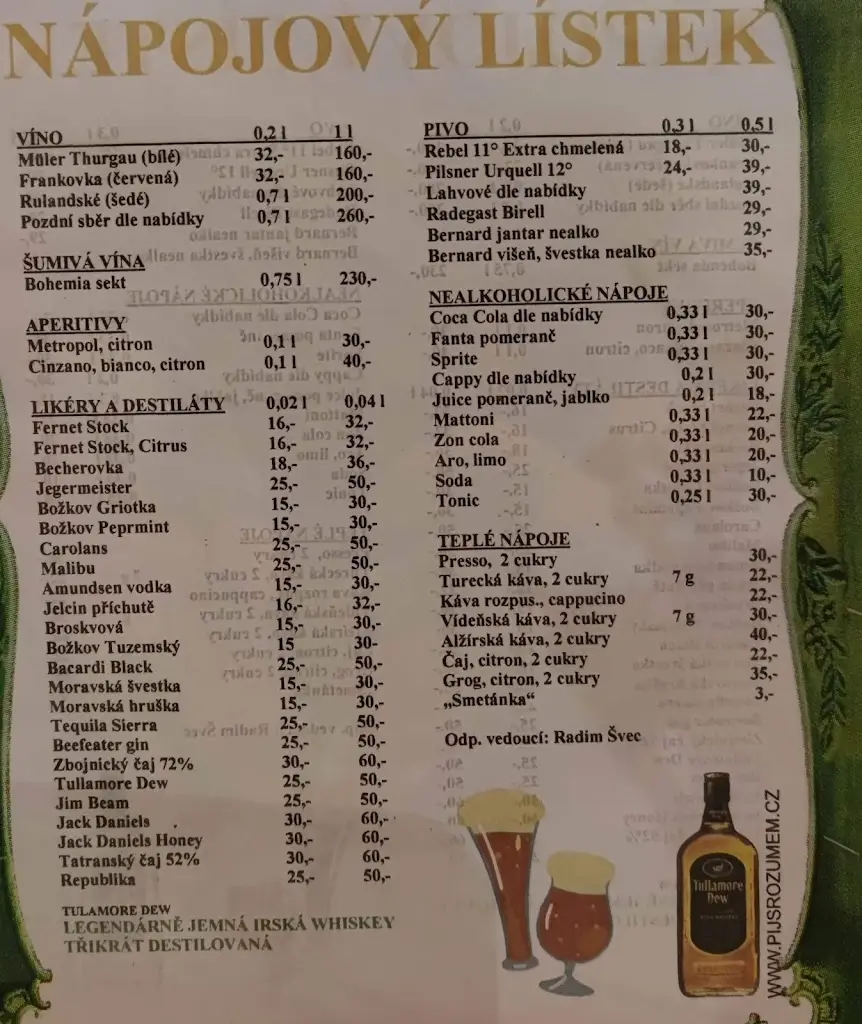 NÁPOJOVÝ LÍSTEK
VÍNO 0,2 l 1 l
Müler Thurgau (bílé) 32,- 160,-
Frankovka (červená) 32,- 160,-
Rulandské (šedé) 0,7 l 200,-
Pozdní sběr dle nabídky 0,7 l 260,-
ŠUMIVÁ VÍNA
Bohemia sekt 0,75 l 230,-
APERITIVY
Metropol, citron 0,1 l 30,-
Cinzano, bianco, citron 0,1 l 40,-
LIKÉRY A DESTILÁTY 0,02 l 0,04 l
Fernet Stock 16,- 32,-
Fernet Stock, Citrus 16,- 32,-
Becherovka 18,- 36,-
Jegermeister 25,- 50,-
Božkov Griotka 15,- 30,-
Božkov Peprmint 15,- 30,-
Carolans 25,- 50,-
Malibu 25,- 50,-
Amundsen vodka 15,- 30,-
Jelcin příchutě 16,- 32,-
Broskvová 15,- 30,-
Božkov Tuzemský 15 30-
Bacardi Black 25,- 50,-
Moravská švestka 15,- 30,-
Moravská hruška 15,- 30,-
Tequila Sierra 25,- 50,-
Beefeater gin 25,- 50,-
Zbojnický čaj 72% 30,- 60,-
Tullamore Dew 25,- 50,-
Jim Beam 25,- 50,-
Jack Daniels 30,- 60,-
Jack Daniels Honey 30,- 60,-
Tatranský čaj 52% 30,- 60,-
Republika 25,- 50,-
TULAMORE DEW
LEGENDÁRNĚ JEMNÁ IRSKÁ WHISKEY
TŘIKRÁT DESTILOVANÁ
PIVO 0,3 l 0,5 l
Rebel 11° Extra chmelená 18,- 30,-
Pilsner Urquell 12° 24,- 39,-
Lahvové dle nabídky 39,-
Radegast Birell 29,-
Bernard jantar nealko 29,-
Bernard višeň, švestka nealko 35,-
NEALKOHOLICKÉ NÁPOJE
Coca Cola dle nabídky 0,33 l 30,-
Fanta pomeranč 0,33 l 30,-
Sprite 0,33 l 30,-
Cappy dle nabídky 0,2 l 30,-
Juice pomeranč, jablko 0,2 l 18,-
Mattoni 0,33 l 22,-
Zon cola 0,33 l 20,-
Aro, limo 0,33 l 20,-
Soda 0,33 l 10,-
Tonic 0,25 l 30,-
TEPLÉ NÁPOJE
Presso, 2 cukry 30,-
Turecká káva, 2 cukry 7 g 22,-
Káva rozpus., cappucino 22,-
Vídeňská káva, 2 cukry 7 g 30,-
Alžírská káva, 2 cukry 40,-
Čaj, citron, 2 cukry 22,-
Grog, citron, 2 cukry 35,-
„Smetánka“ 3,-
Odp. vedoucí: Radim Švec
Tullamore
Dew
WWW.PIJSROZUMEM.CZ